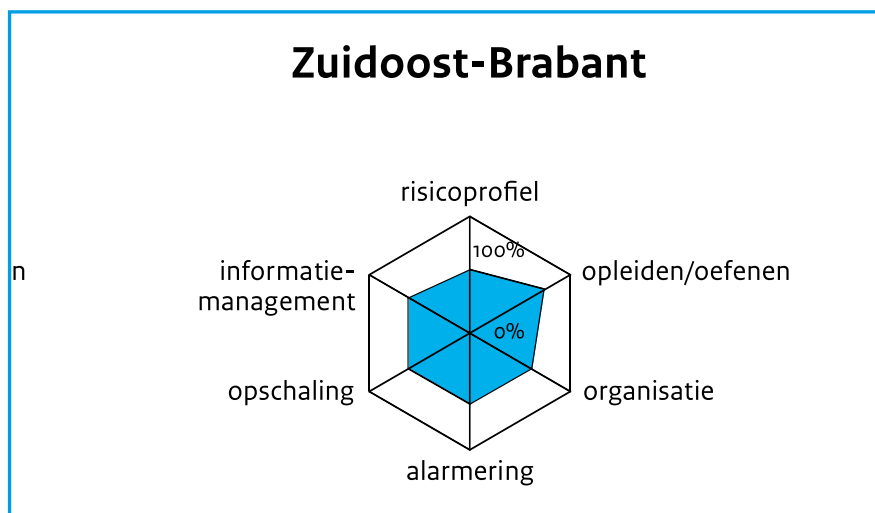 Zuidoost-Brabant
risicoprofiel
100%
n
informatie-
management
opleiden/oefenen
0%
opschaling
organisatie
alarmering